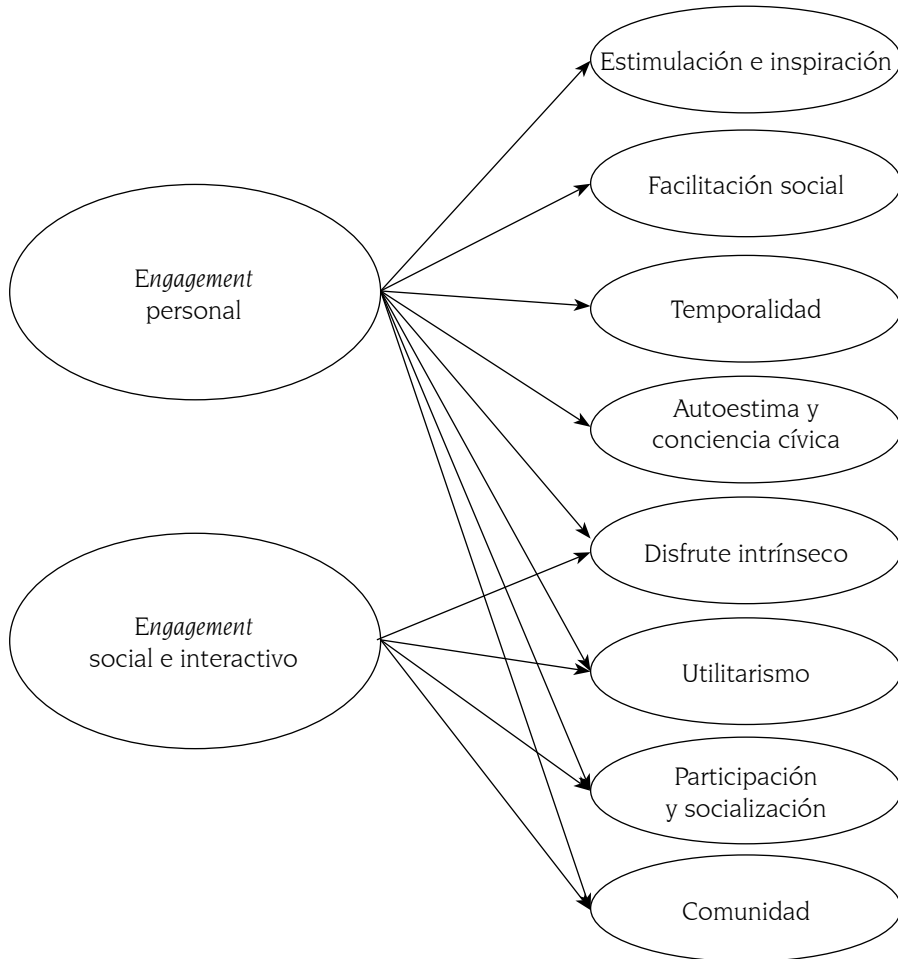 Estimulación e inspiración
Facilitación social
Engagement
personal
Temporalidad
Autoestima y
conciencia cívica
Disfrute intrínseco
Engagement
social e interactivo
Utilitarismo
Participación
y socialización
Comunidad